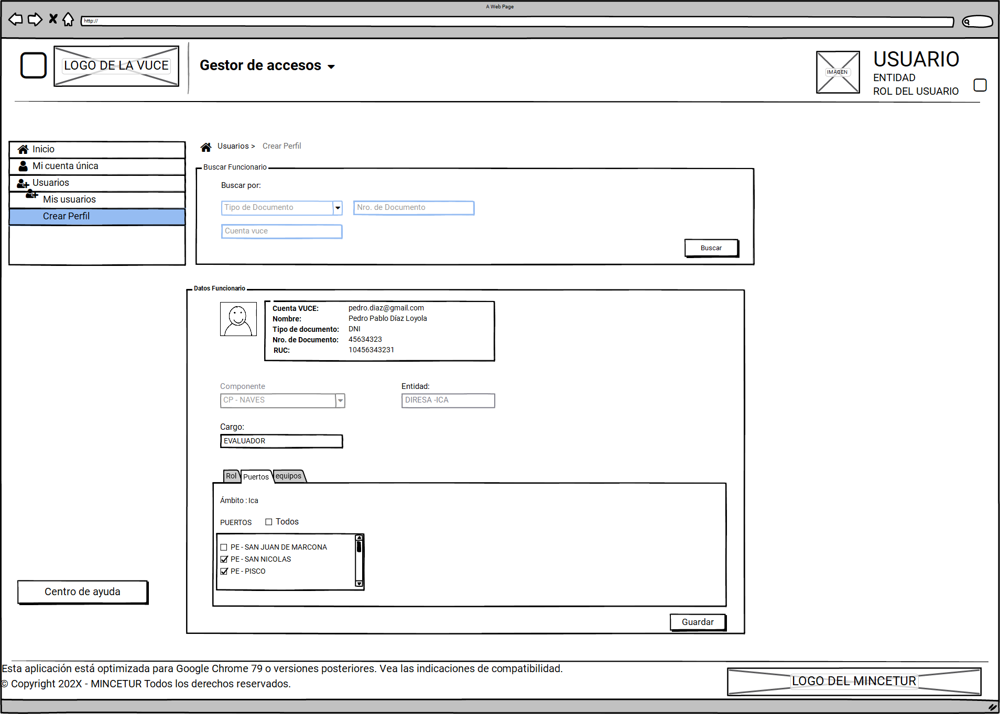 A Web Page
http://
LOGO DE LA VUCE
Gestor de accesos
IMAGEN
USUARIO
ENTIDAD
ROL DEL USUARIO
Inicio
Mi cuenta única
Usuarios
Mis usuarios
Crear Perfil
Usuarios > Crear Perfil
Buscar Funcionario
Buscar por:
Tipo de Documento
Nro. de Documento
Cuenta vuce
Buscar
Datos Funcionario
Cuenta VUCE: pedro.diaz@gmail.com
Nombre: Pedro Pablo Díaz Loyola
Tipo de documento: DNI
Nro. de Documento: 45634323
RUC: 10456343231
Componente
CP - NAVES
Entidad:
DIRESA -ICA
Cargo:
EVALUADOR
Rol Puertos equipos
Ámbito : Ica
PUERTOS Todos
PE - SAN JUAN DE MARCONA
PE - SAN NICOLAS
PE - PISCO
Centro de ayuda
Guardar
Esta aplicación está optimizada para Google Chrome 79 o versiones posteriores. Vea las indicaciones de compatibilidad.
© Copyright 202X - MINCETUR Todos los derechos reservados.
LOGO DEL MINCETUR